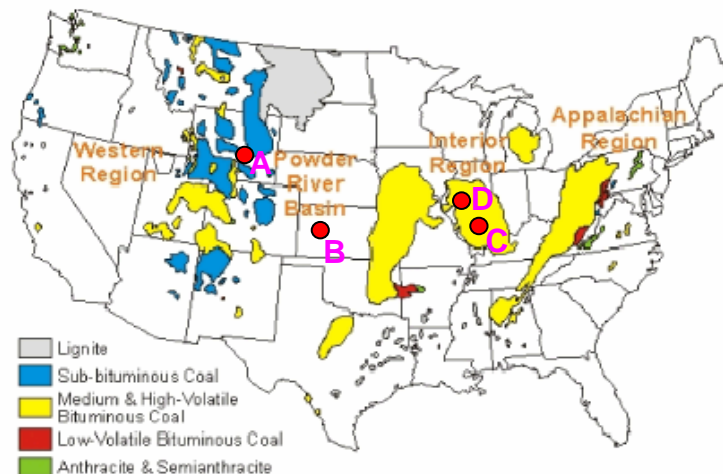 Appalachian
Region
Interior
Region
Western
Region
Powder
River
Basin
A
B
C
D
Lignite
Sub-bituminous Coal
Medium & High-Volatile
Bituminous Coal
Low-Volatile Bituminous Coal
Anthracite & Semianthracite